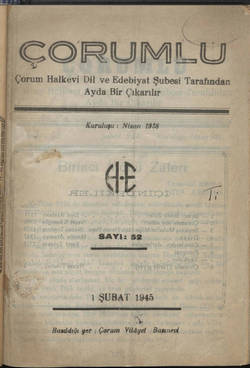 ÇORUMLU
Çorum Halkevi Dil ve Edebiyat Şubesi Tarafından
Ayda Bir Çıkarılır
Kuruluşu : Nisan 1938
SAYI: 52
1 ŞUBAT 1945
Basıldığı yer : Çorum Vilâyet Basımevi